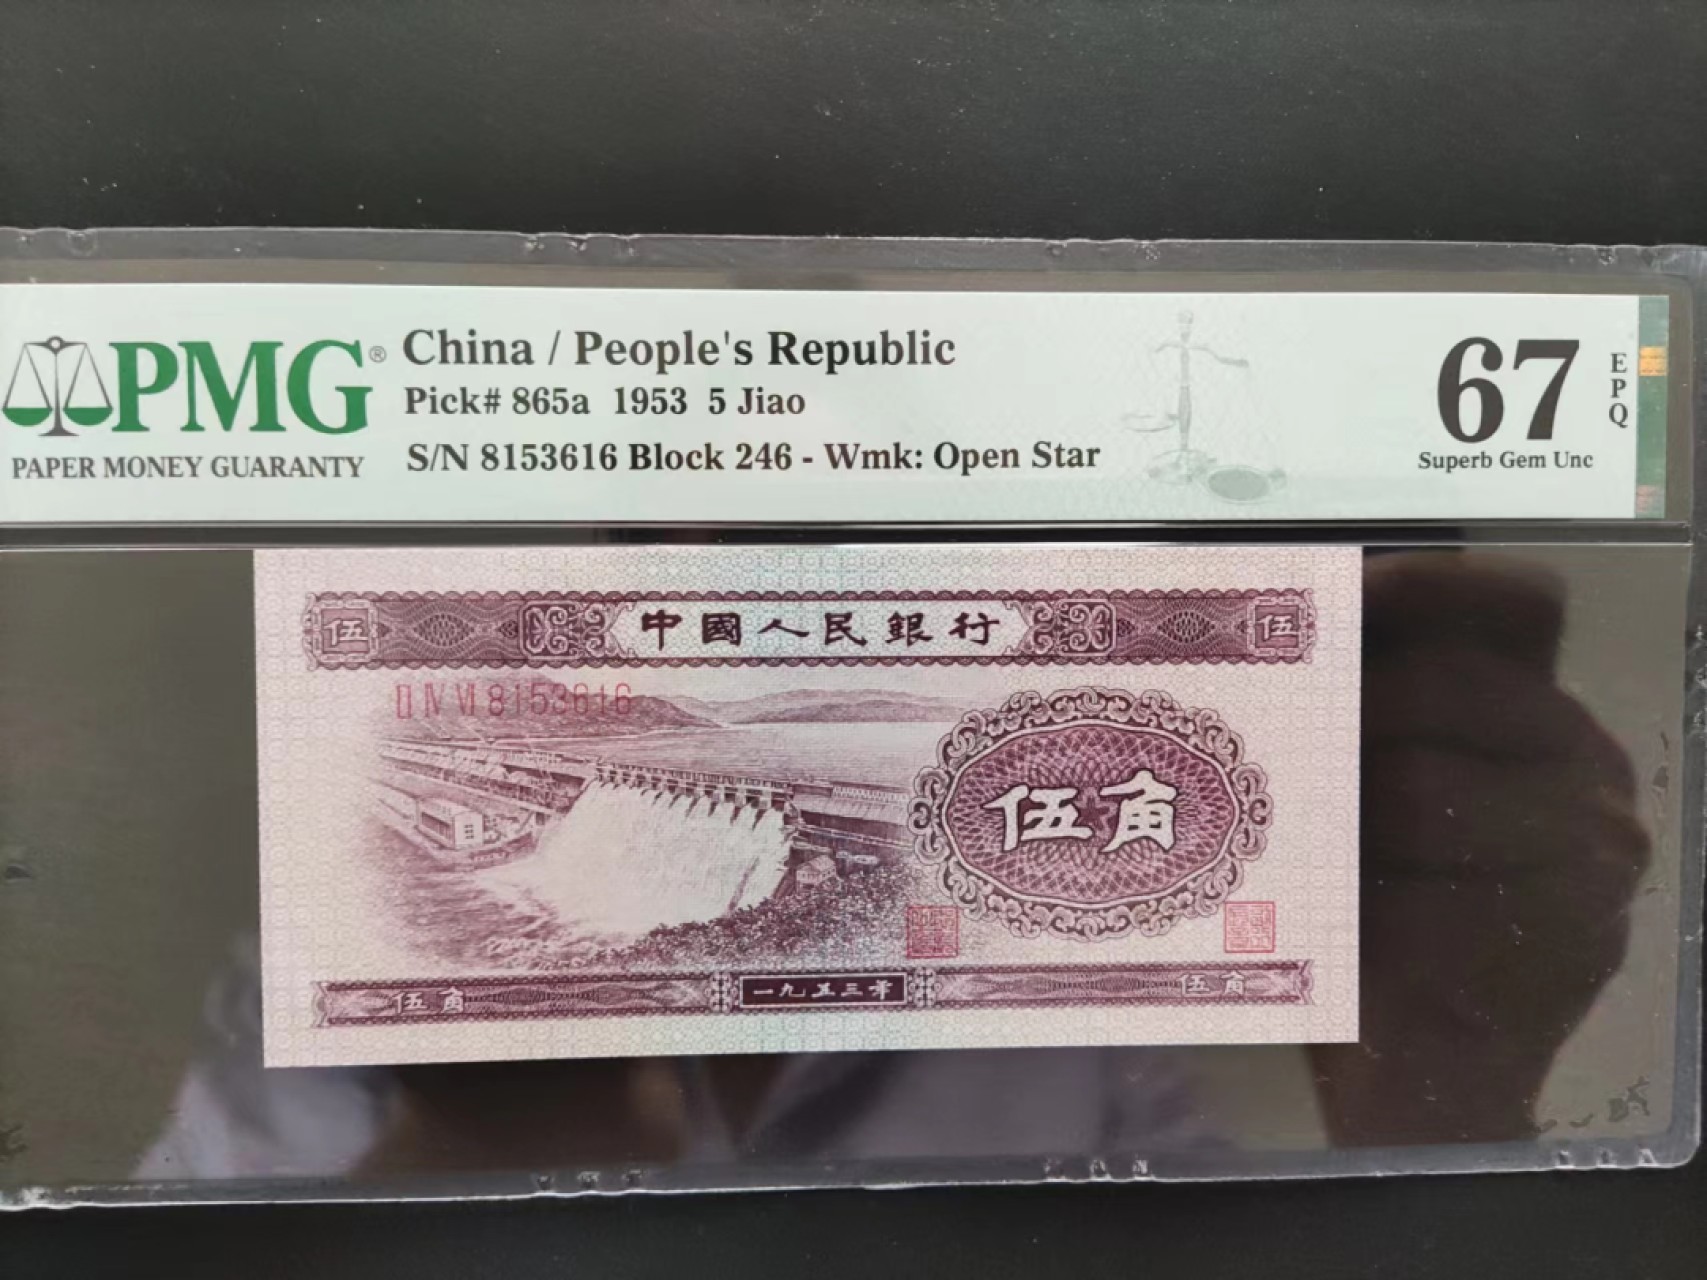 PMG®
PAPER MONEY GUARANTY
China / People's Republic
Pick# 865a 1953 5 Jiao
S/N 8153616 Block 246 - Wmk: Open Star
67
EPQ
Superb Gem Unc
伍 中國人民銀行 伍
II IV VI 8153616
伍角
伍角 一九五三年 伍角